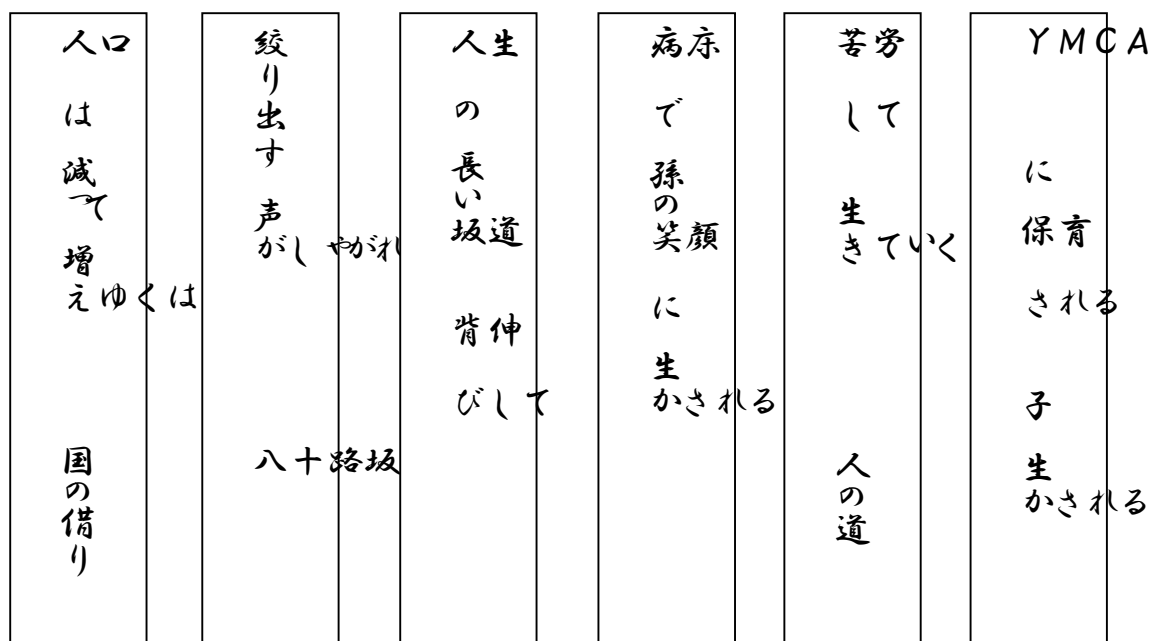 YMCAに保育される子生かされる
苦労して生きていく人の道
病床で孫の笑顔に生かされる
人生の長い坂道背伸びして
絞り出す声がしやがれ八十路坂
人口は減って増えゆくは国の借り